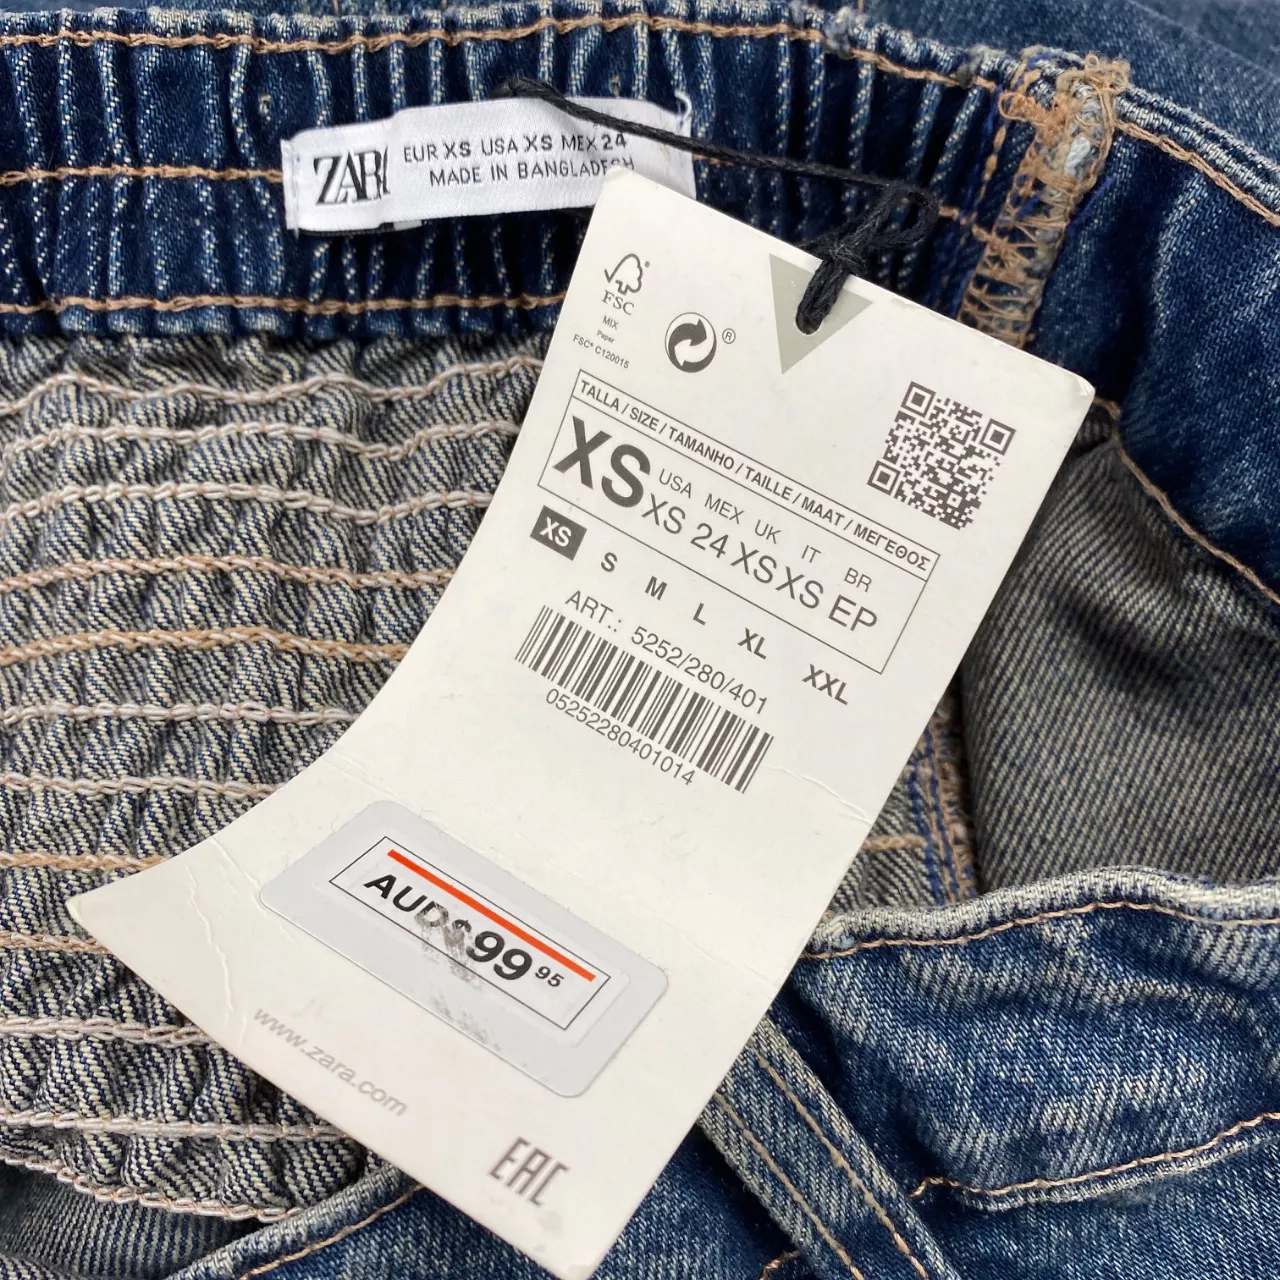 ZARA
EUR XS USA XS MEX 24
MADE IN BANGLADESH
FSC
MIX
Paper
FSC® C120015
®
TALLA / SIZE / TAMANHO / TAILLE / MAAT / ΜΕΓΕΘΟΣ
XS
USA MEX UK IT BR
XS 24 XS XS EP
XS S M L XL XXL
ART.: 5252/280/401
05252280401014
AUD$99 95
www.zara.com
EAC